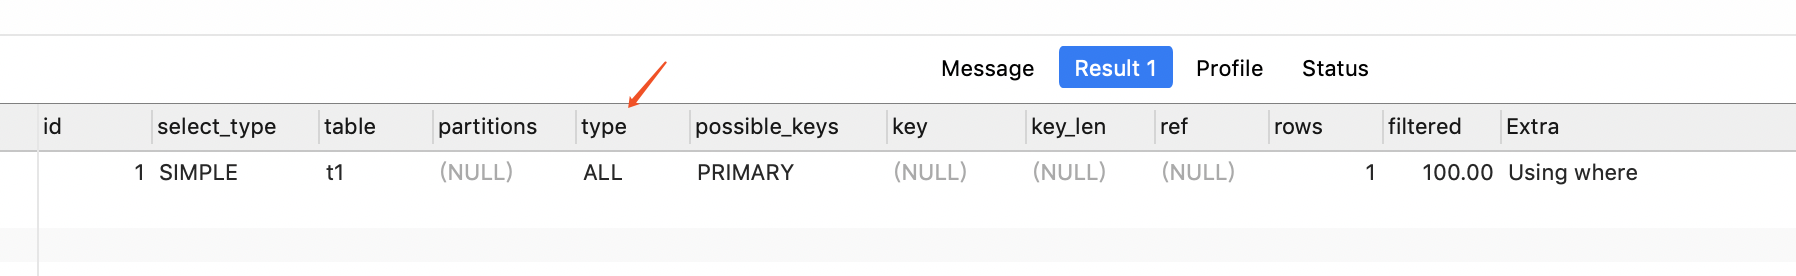 Message Result 1 Profile Status
id select_type table partitions type possible_keys key key_len ref rows filtered Extra
1 SIMPLE t1 (NULL) ALL PRIMARY (NULL) (NULL) (NULL) 1 100.00 Using where